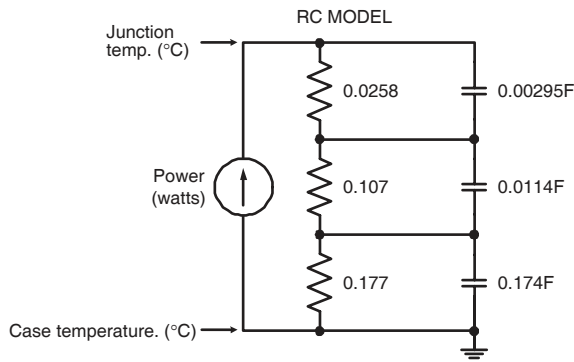 RC MODEL
Junction
temp. (°C)
0.0258
0.00295F
Power
(watts)
0.107
0.0114F
0.177
0.174F
Case temperature. (°C)